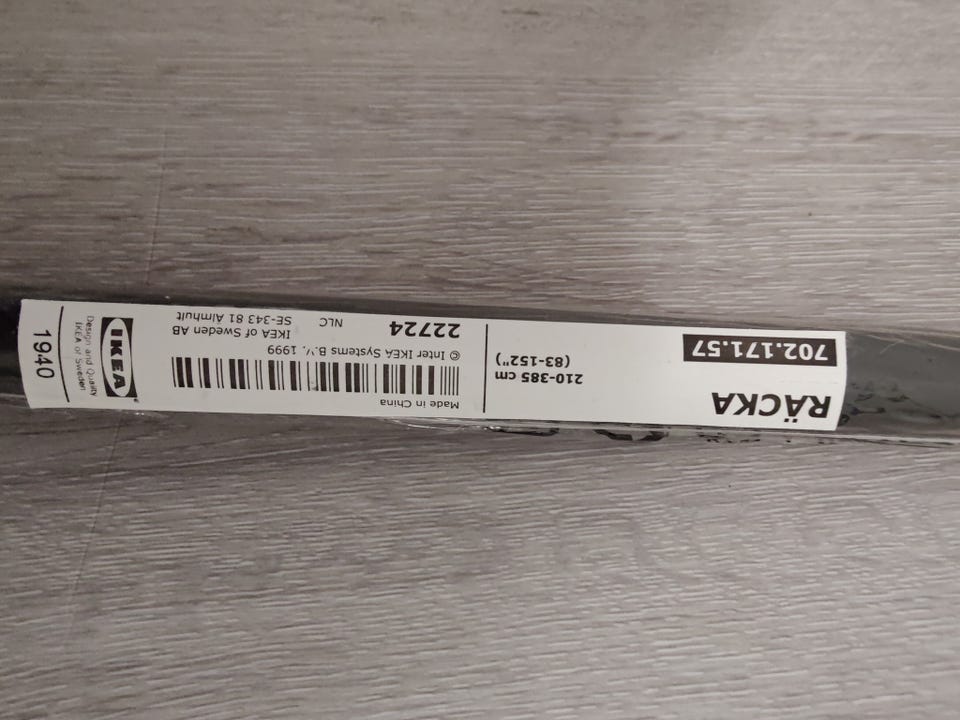 RÄCKA
702.171.57
210-385 cm
(83-152")
Made in China
© Inter IKEA Systems B.V. 1999
22724
NLC
IKEA of Sweden AB
SE-343 81 Älmhult
IKEA
Design and Quality
IKEA of Sweden
1940